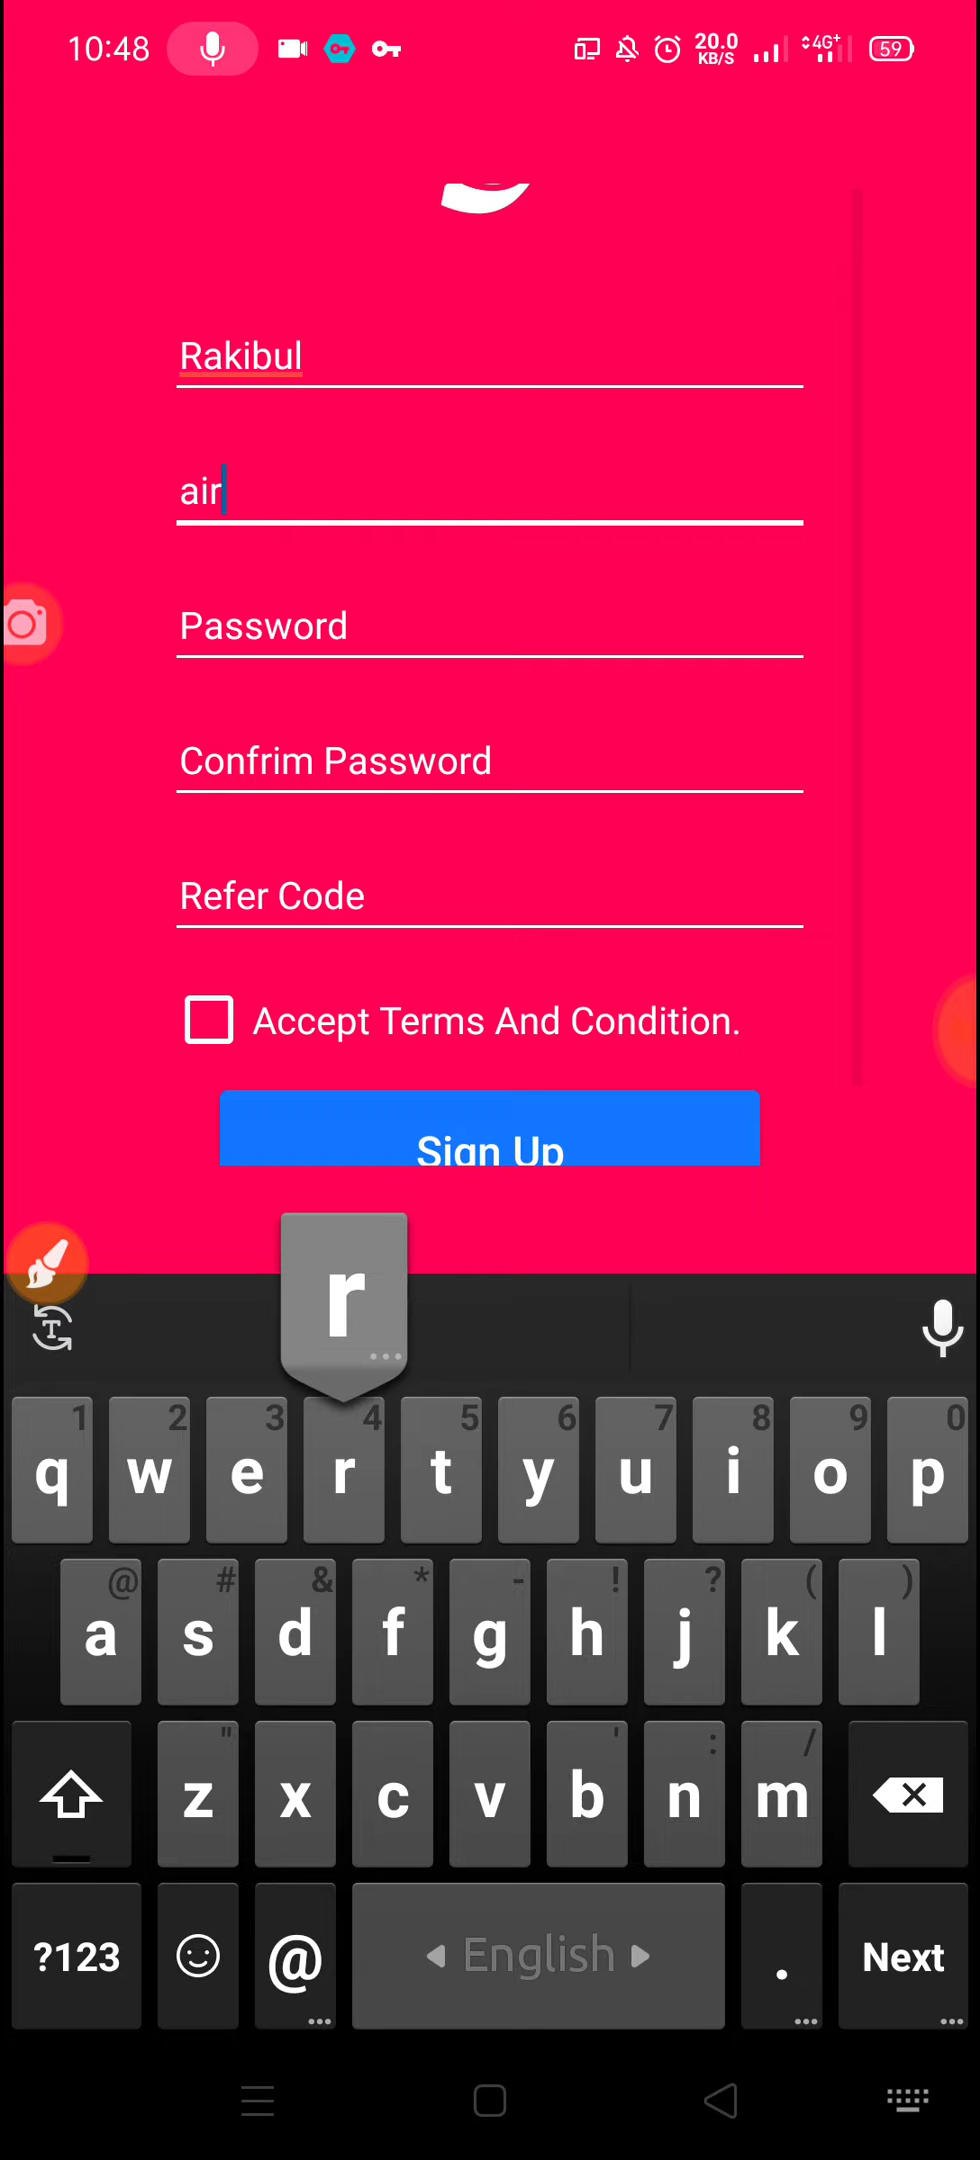 10:48 20.0 KB/S 4G+ 59
Rakibul
air
Password
Confrim Password
Refer Code
Accept Terms And Condition.
Sign Up
r
T
1 2 3 4 5 6 7 8 9 0
q w e r t y u i o p
@ # & * - ! ? ( )
a s d f g h j k l
" ' : /
z x c v b n m
?123 @ English . Next